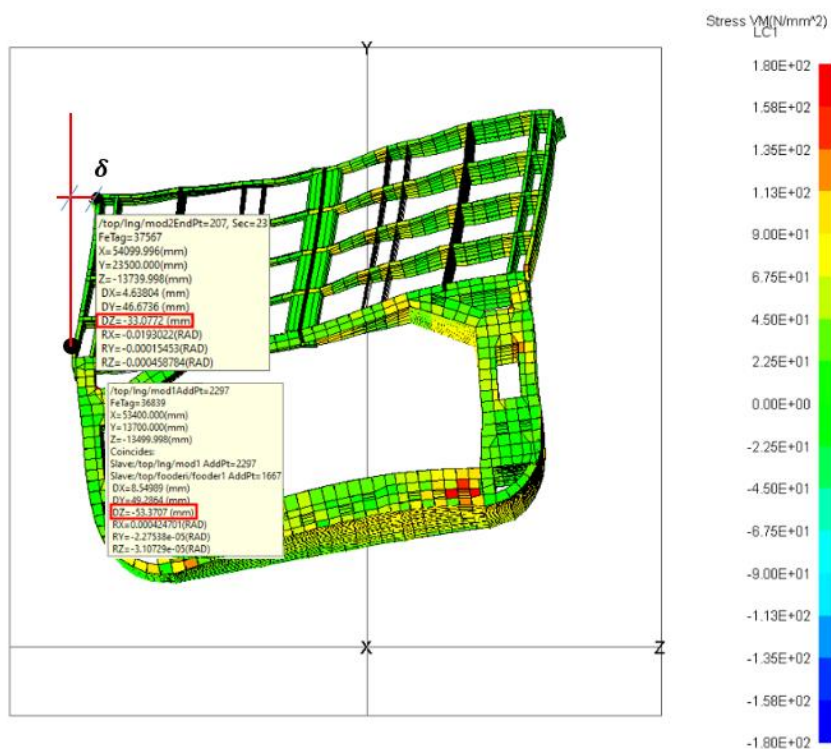 Stress VM(N/mm^2)
LC1
1.80E+02
1.58E+02
1.35E+02
1.13E+02
9.00E+01
6.75E+01
4.50E+01
2.25E+01
0.00E+00
-2.25E+01
-4.50E+01
-6.75E+01
-9.00E+01
-1.13E+02
-1.35E+02
-1.58E+02
-1.80E+02
Y
δ
/top/lng/mod2EndPt=207, Sec=23
FeTag=37567
X=54099.996(mm)
Y=23500.000(mm)
Z=-13739.998(mm)
DX=4.63804 (mm)
DY=46.6736 (mm)
DZ=-33.0772 (mm)
RX=-0.0193022(RAD)
RY=-0.00015453(RAD)
RZ=-0.000458784(RAD)
/top/lng/mod1AddPt=2297
FeTag=36839
X=53400.000(mm)
Y=13700.000(mm)
Z=-13499.998(mm)
Coincides:
Slave:/top/lng/mod1 AddPt=2297
Slave:/top/fooderi/fooder1 AddPt=1667
DX=8.54989 (mm)
DY=49.2864 (mm)
DZ=-53.3707 (mm)
RX=0.000424701(RAD)
RY=-2.27538e-05(RAD)
RZ=-3.10729e-05(RAD)
X
Z